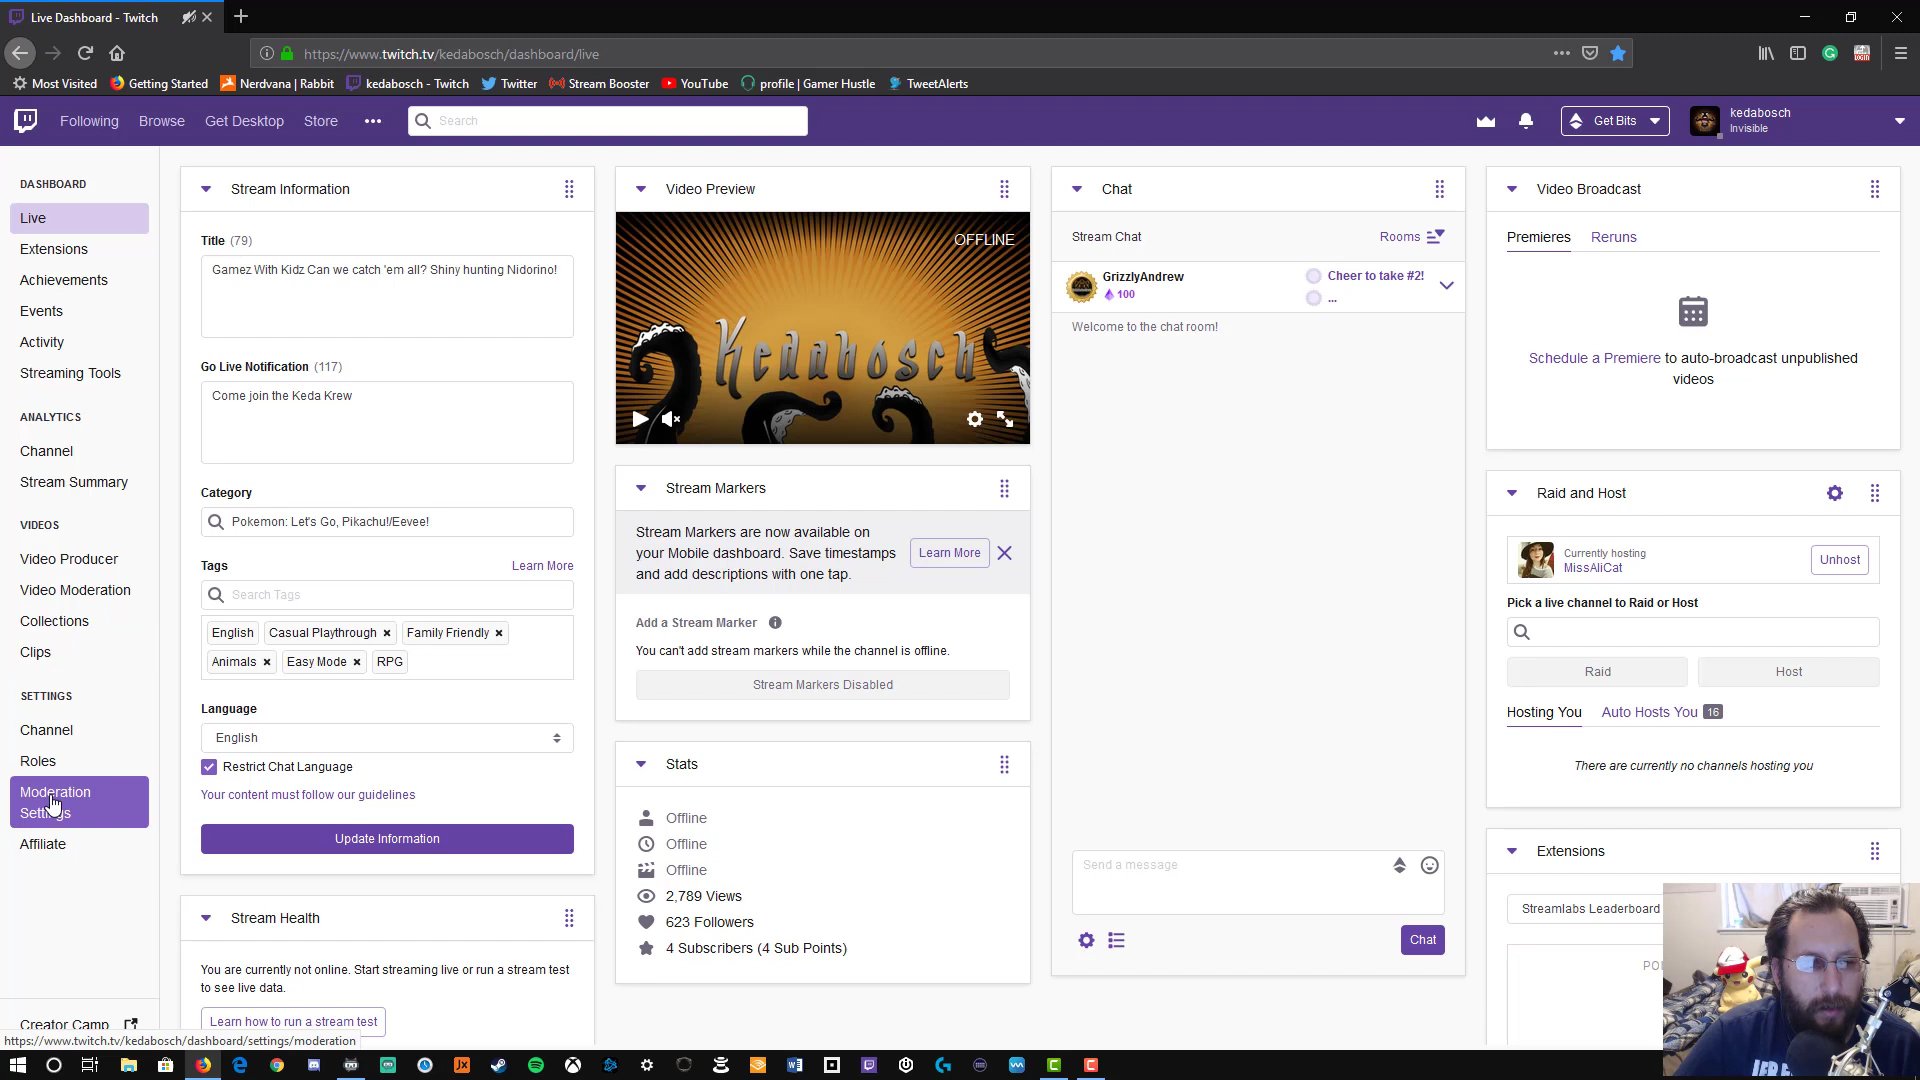 Live Dashboard - Twitch
https://www.twitch.tv/kedabosch/dashboard/live
Most Visited
Getting Started
Nerdvana | Rabbit
kedabosch - Twitch
Twitter
Stream Booster
YouTube
profile | Gamer Hustle
TweetAlerts
Following
Browse
Get Desktop
Store
Search
Get Bits
kedabosch
Invisible
DASHBOARD
Live
Extensions
Achievements
Events
Activity
Streaming Tools
ANALYTICS
Channel
Stream Summary
VIDEOS
Video Producer
Video Moderation
Collections
Clips
SETTINGS
Channel
Roles
Moderation
Settings
Affiliate
Creator Camp
https://www.twitch.tv/kedabosch/dashboard/settings/moderation
Stream Information
Title (79)
Gamez With Kidz Can we catch 'em all? Shiny hunting Nidorino!
Go Live Notification (117)
Come join the Keda Krew
Category
Pokemon: Let's Go, Pikachu!/Eevee!
Tags
Learn More
Search Tags
English
Casual Playthrough
Family Friendly
Animals
Easy Mode
RPG
Language
English
Restrict Chat Language
Your content must follow our guidelines
Update Information
Stream Health
You are currently not online. Start streaming live or run a stream test
to see live data.
Learn how to run a stream test
Video Preview
OFFLINE
Kedabosch
Stream Markers
Stream Markers are now available on
your Mobile dashboard. Save timestamps
and add descriptions with one tap.
Learn More
Add a Stream Marker
You can't add stream markers while the channel is offline.
Stream Markers Disabled
Stats
Offline
Offline
Offline
2,789 Views
623 Followers
4 Subscribers (4 Sub Points)
Chat
Stream Chat
Rooms
GrizzlyAndrew
100
Cheer to take #2!
...
Welcome to the chat room!
Send a message
Chat
Video Broadcast
Premieres
Reruns
Schedule a Premiere to auto-broadcast unpublished
videos
Raid and Host
Currently hosting
MissAliCat
Unhost
Pick a live channel to Raid or Host
Raid
Host
Hosting You
Auto Hosts You 16
There are currently no channels hosting you
Extensions
Streamlabs Leaderboard